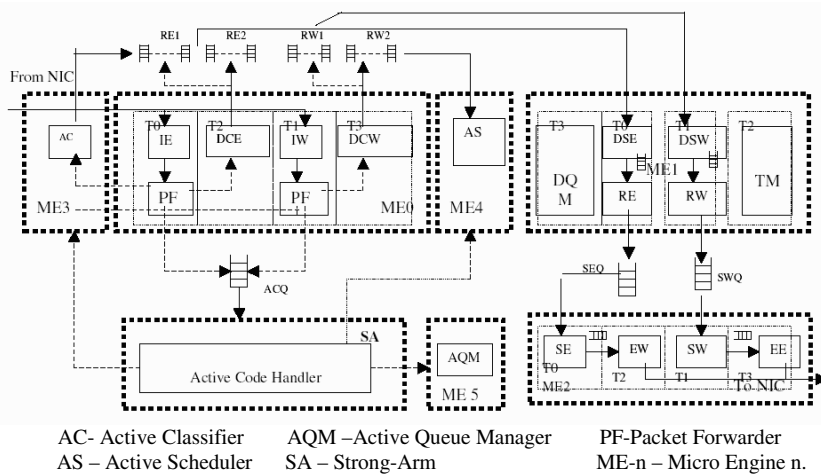 RE1 RE2 RW1 RW2
From NIC
T0 T2 T1 T3
AC IE DCE IW DCW
PF PF
ME3 ME0
AS
ME4
T3 T0 T1 T2
DSE DSW
ME1
DQ
M
RE RW TM
ACQ
SEQ SWQ
SA
Active Code Handler
AQM
ME 5
SE EW SW EE
T0 T2 T1 T3
ME2 To NIC
AC- Active Classifier AQM –Active Queue Manager PF-Packet Forwarder
AS – Active Scheduler SA – Strong-Arm ME-n – Micro Engine n.